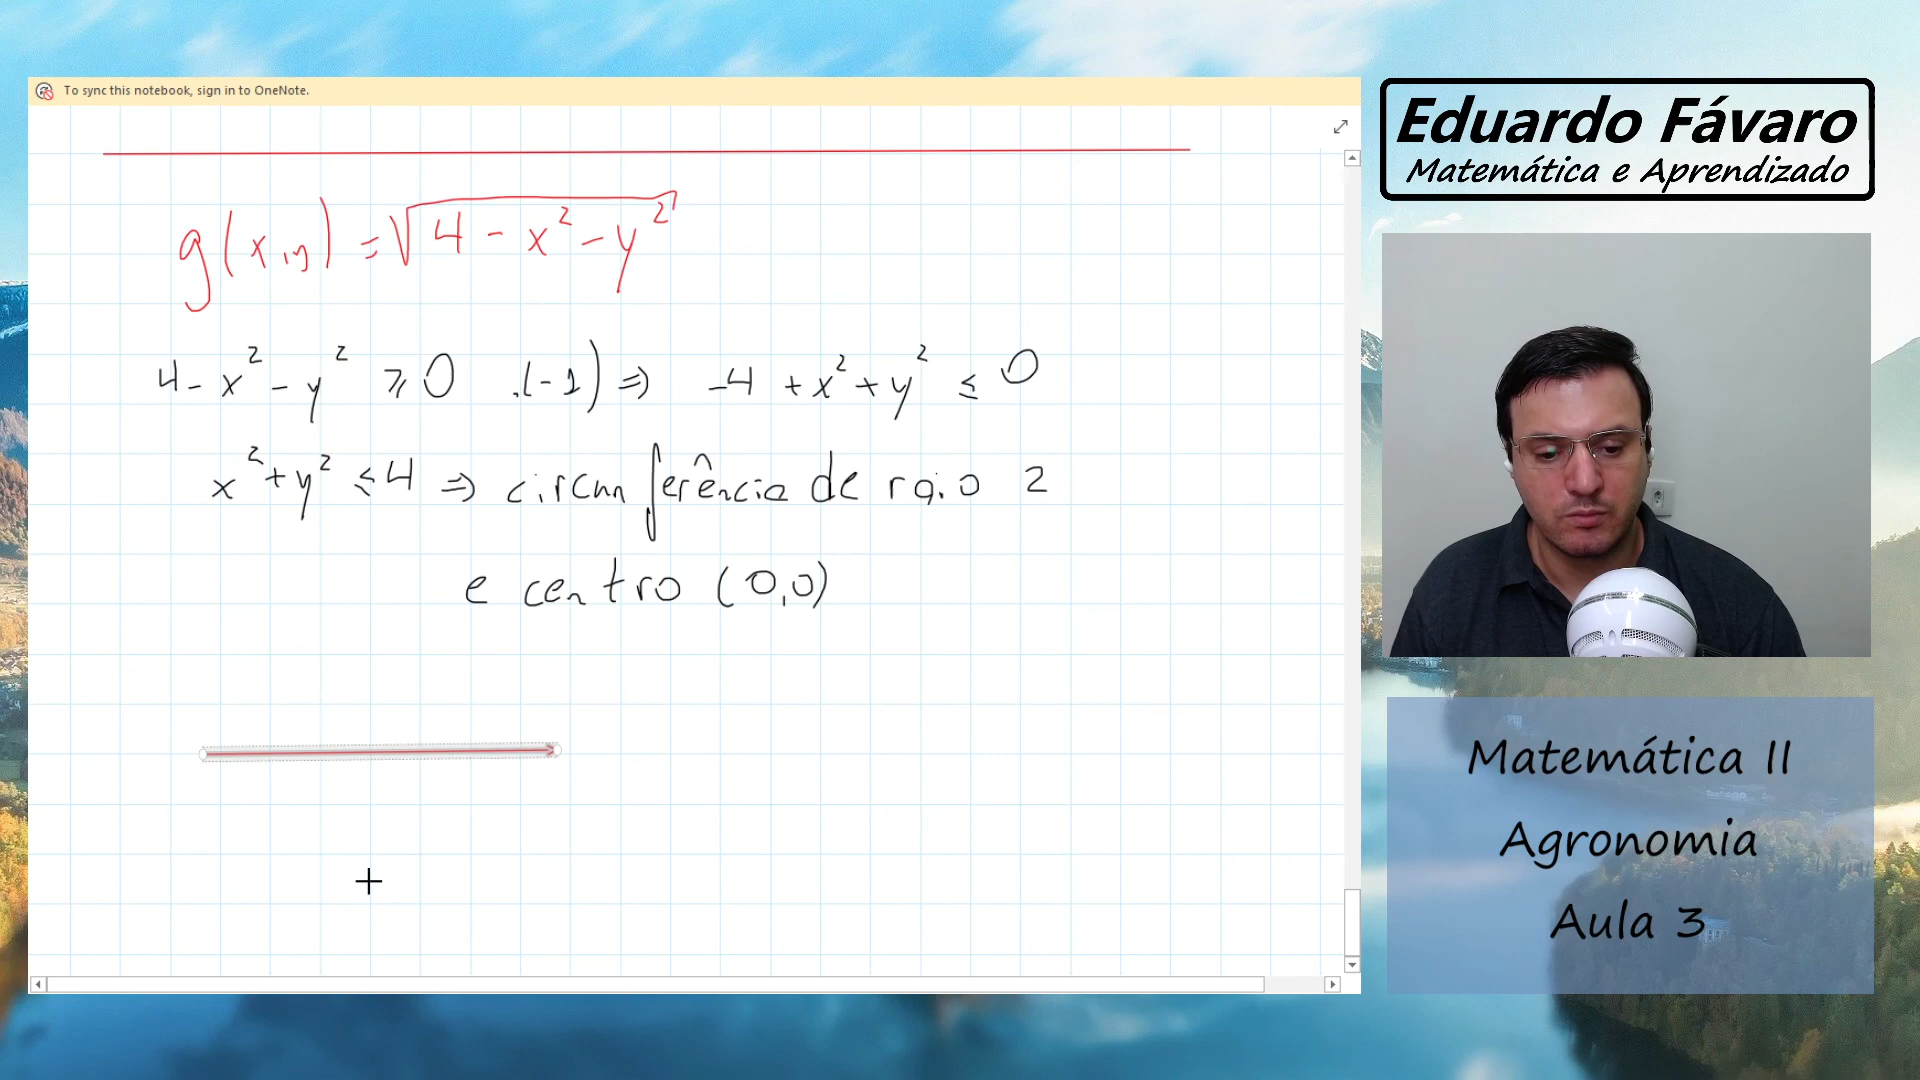 To sync this notebook, sign in to OneNote.
g(x,y) = √4 - x² - y²
4 - x² - y² ⩾ 0 .(-1) ⇒ -4 + x² + y² ≤ 0
x² + y² ≤ 4 ⇒ circunferência de raio 2
e centro (0,0)
Eduardo Fávaro
Matemática e Aprendizado
Matemática II
Agronomia
Aula 3